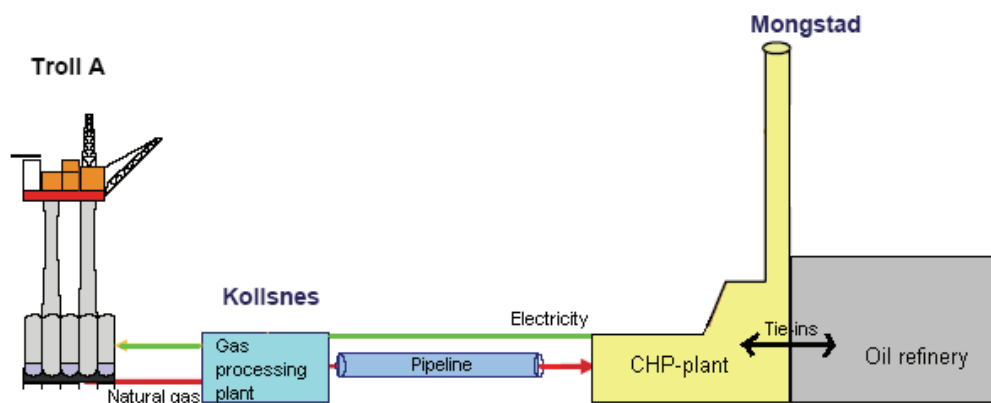 Mongstad
Troll A
Kollsnes
Electricity
Gas
processing
plant
Pipeline
Natural gas
CHP-plant
Tie-ins
Oil refinery